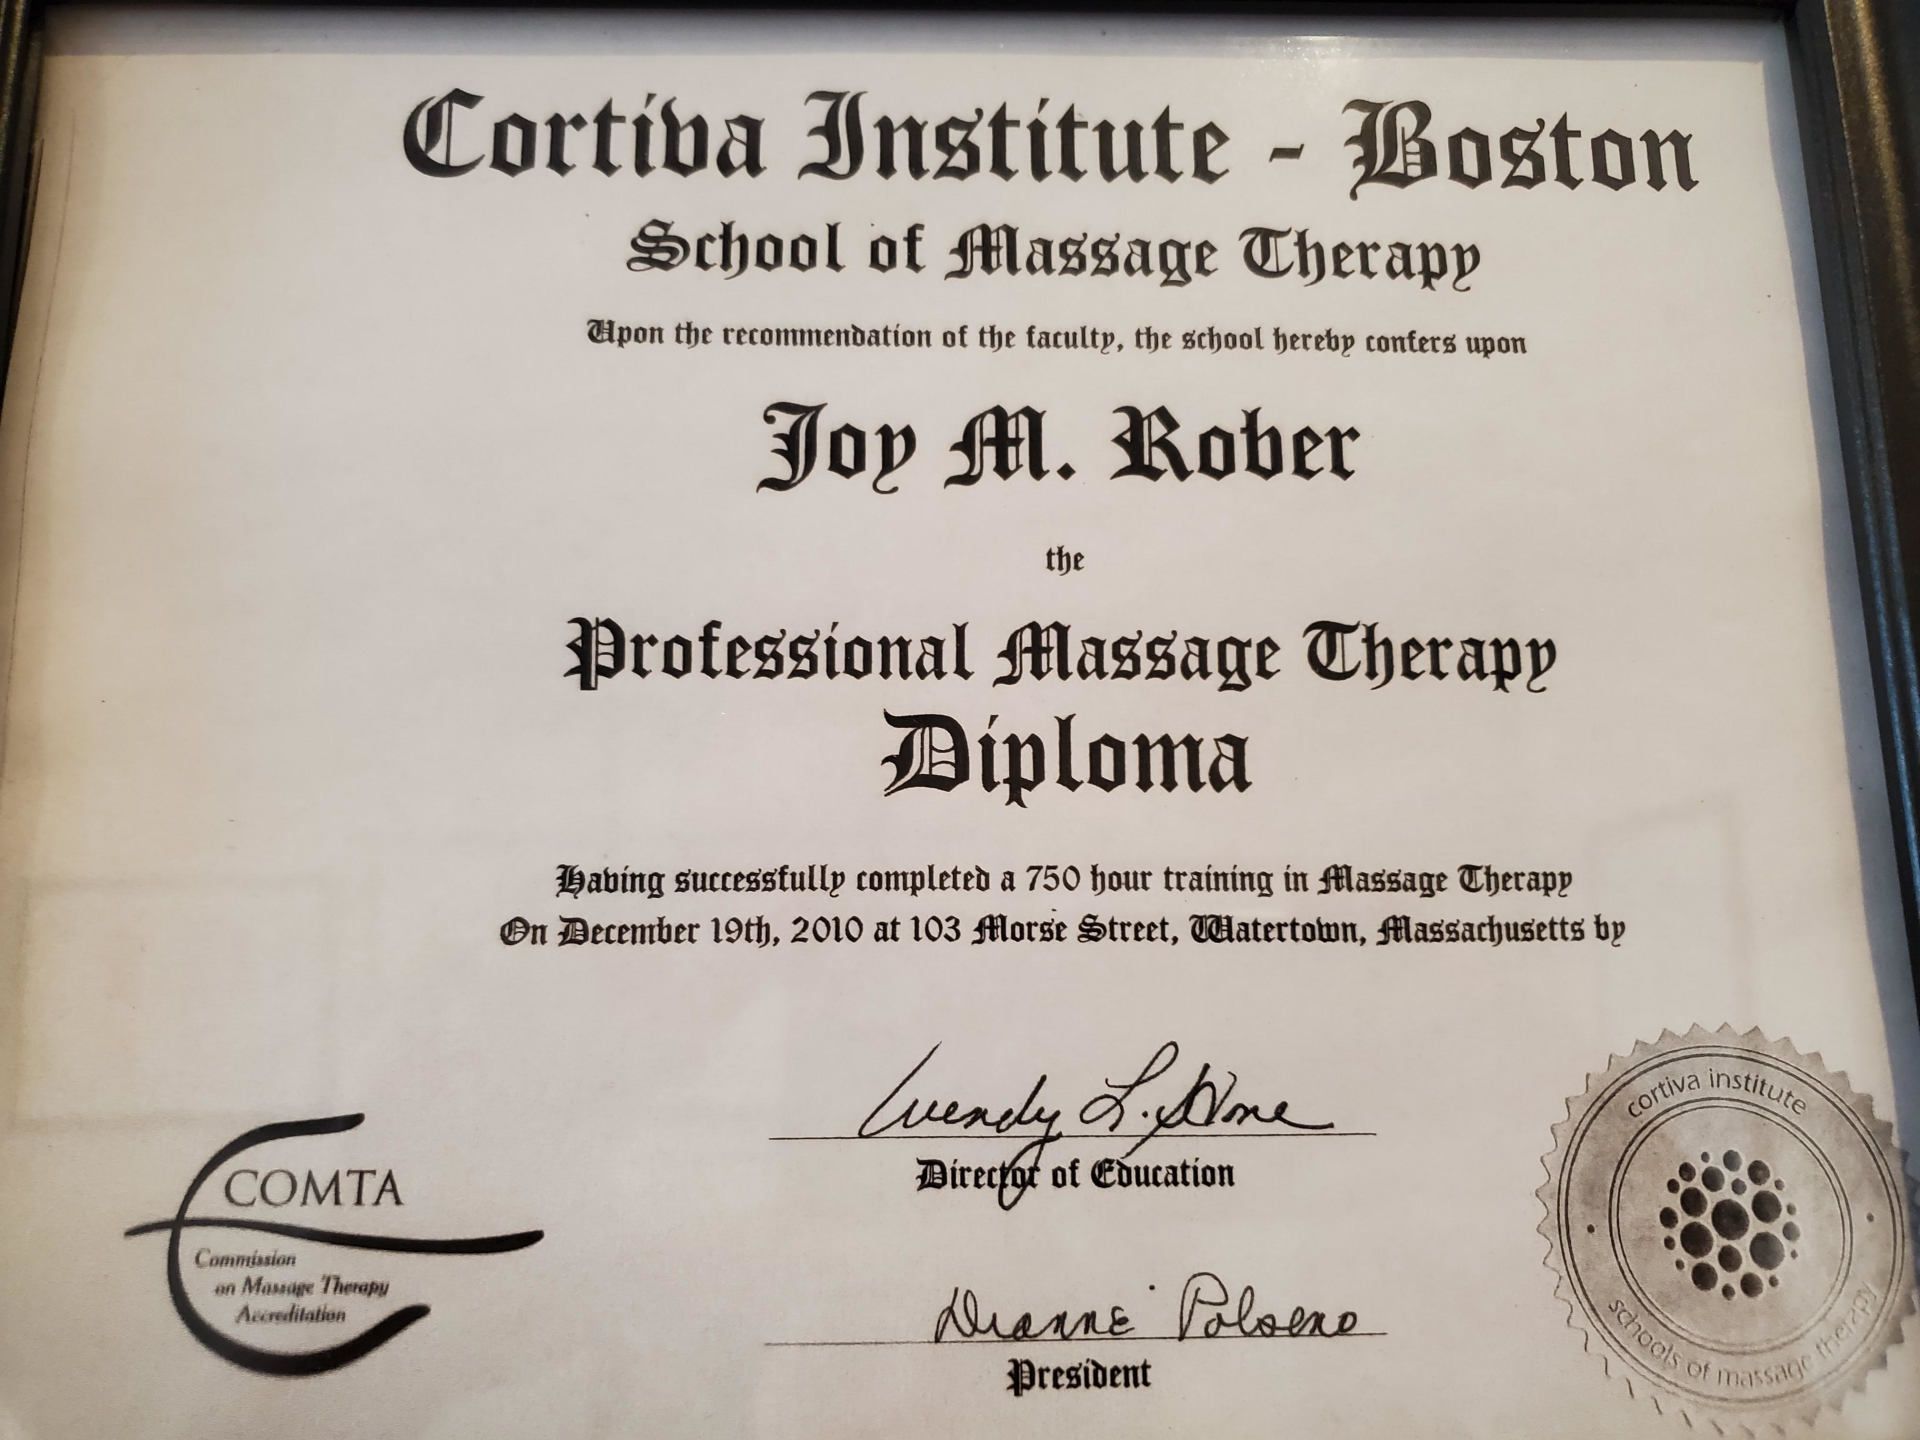 Cortiva Institute - Boston
School of Massage Therapy
Upon the recommendation of the faculty, the school hereby confers upon
Joy M. Rober
the
Professional Massage Therapy
Diploma
Having successfully completed a 750 hour training in Massage Therapy
On December 19th, 2010 at 103 Morse Street, Watertown, Massachusetts by
Wendy L.
Director of Education
Dianne Polseno
President
COMTA
Commission
on Massage Therapy
Accreditation
cortiva institute
schools of massage therapy